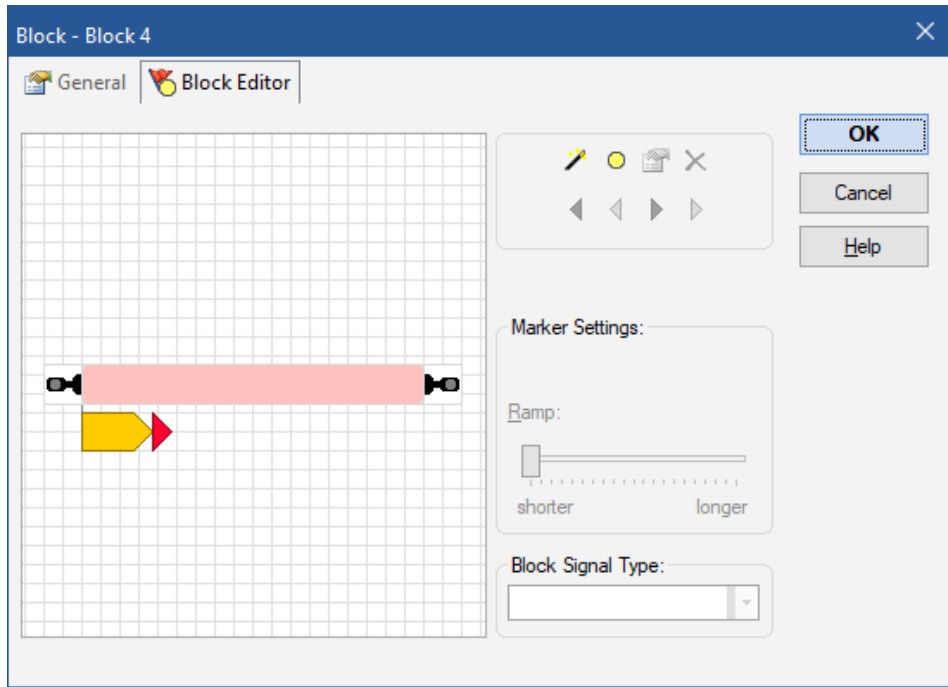 Block - Block 4
General
Block Editor
OK
Cancel
Help
Marker Settings:
Ramp:
shorter longer
Block Signal Type: